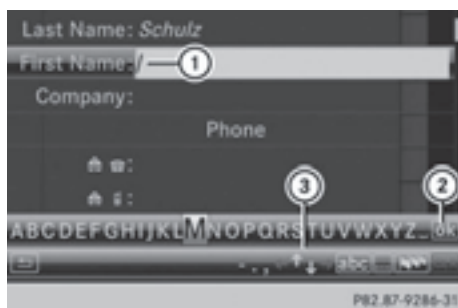 Last Name: Schulz
First Name:
1
Company:
Phone
3
2
ABCDEFGHIJKLMNOPQRSTUVWXYZ_ ok
- . , ↑↓ abc
P82.87-9286-31